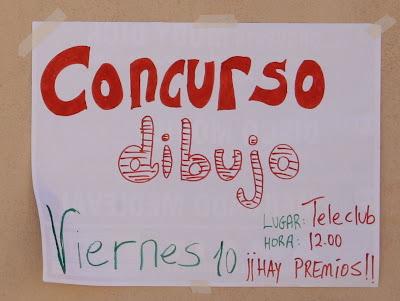 Concurso
dibujo
Viernes 10
LUGAR: Teleclub
HORA: 12.00
¡¡HAY PREMIOS!!